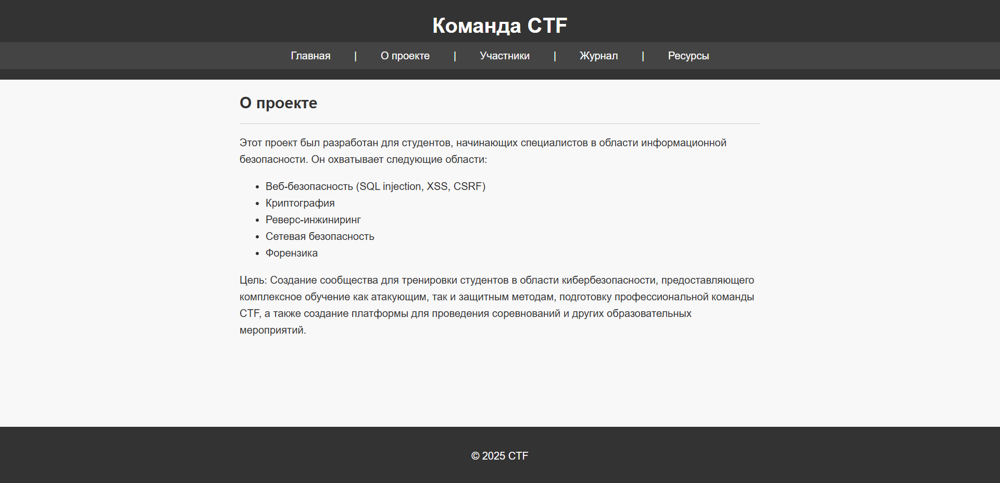 Команда CTF
Главная | О проекте | Участники | Журнал | Ресурсы
О проекте
Этот проект был разработан для студентов, начинающих специалистов в области информационной
безопасности. Он охватывает следующие области:
• Веб-безопасность (SQL injection, XSS, CSRF)
• Криптография
• Реверс-инжиниринг
• Сетевая безопасность
• Форензика
Цель: Создание сообщества для тренировки студентов в области кибербезопасности, предоставляющего
комплексное обучение как атакующим, так и защитным методам, подготовку профессиональной команды
CTF, а также создание платформы для проведения соревнований и других образовательных
мероприятий.
© 2025 CTF